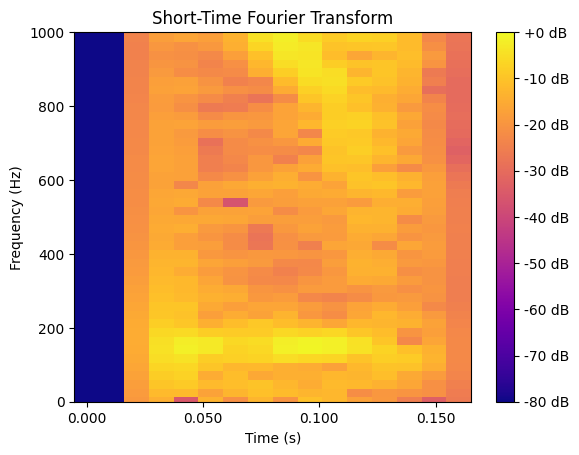 Short-Time Fourier Transform
1000
800
600
400
200
0
Frequency (Hz)
0.000
0.050
0.100
0.150
Time (s)
+0 dB
-10 dB
-20 dB
-30 dB
-40 dB
-50 dB
-60 dB
-70 dB
-80 dB